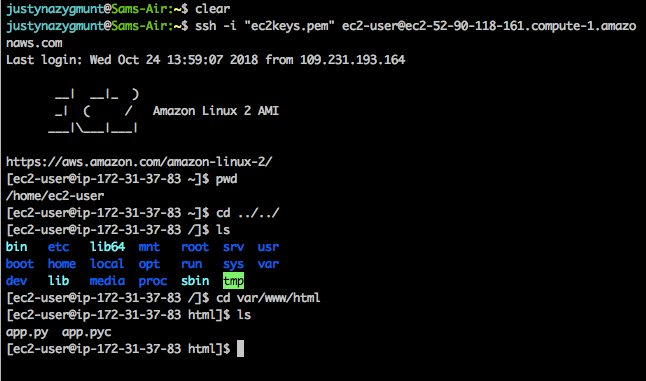 justynazygmunt@Sams-Air:~$ clear
justynazygmunt@Sams-Air:~$ ssh -i "ec2keys.pem" ec2-user@ec2-52-90-118-161.compute-1.amazo
naws.com
Last login: Wed Oct 24 13:59:07 2018 from 109.231.193.164
       __|  __|_  )
       _|  (     /   Amazon Linux 2 AMI
      ___|\___|___|
https://aws.amazon.com/amazon-linux-2/
[ec2-user@ip-172-31-37-83 ~]$ pwd
/home/ec2-user
[ec2-user@ip-172-31-37-83 ~]$ cd ../../
[ec2-user@ip-172-31-37-83 /]$ ls
bin   etc   lib64  mnt   root  srv  usr
boot  home  local  opt   run   sys  var
dev   lib   media  proc  sbin  tmp
[ec2-user@ip-172-31-37-83 /]$ cd var/www/html
[ec2-user@ip-172-31-37-83 html]$ ls
app.py  app.pyc
[ec2-user@ip-172-31-37-83 html]$